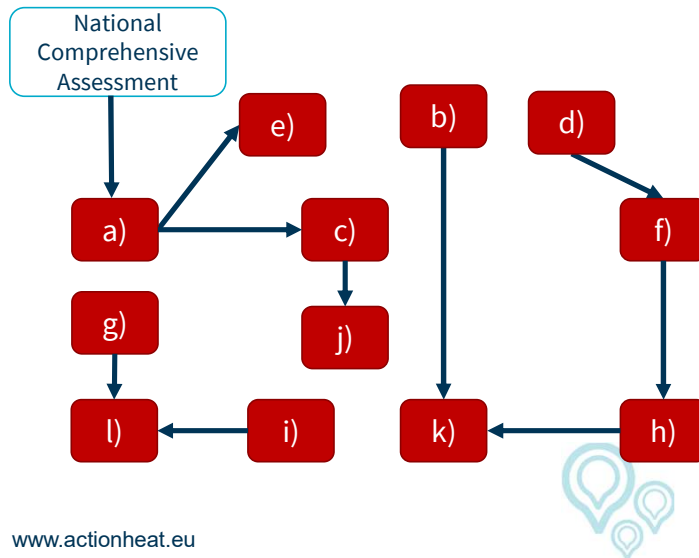 National
Comprehensive
Assessment
e)
b)
d)
a)
c)
f)
g)
j)
l)
i)
k)
h)
www.actionheat.eu